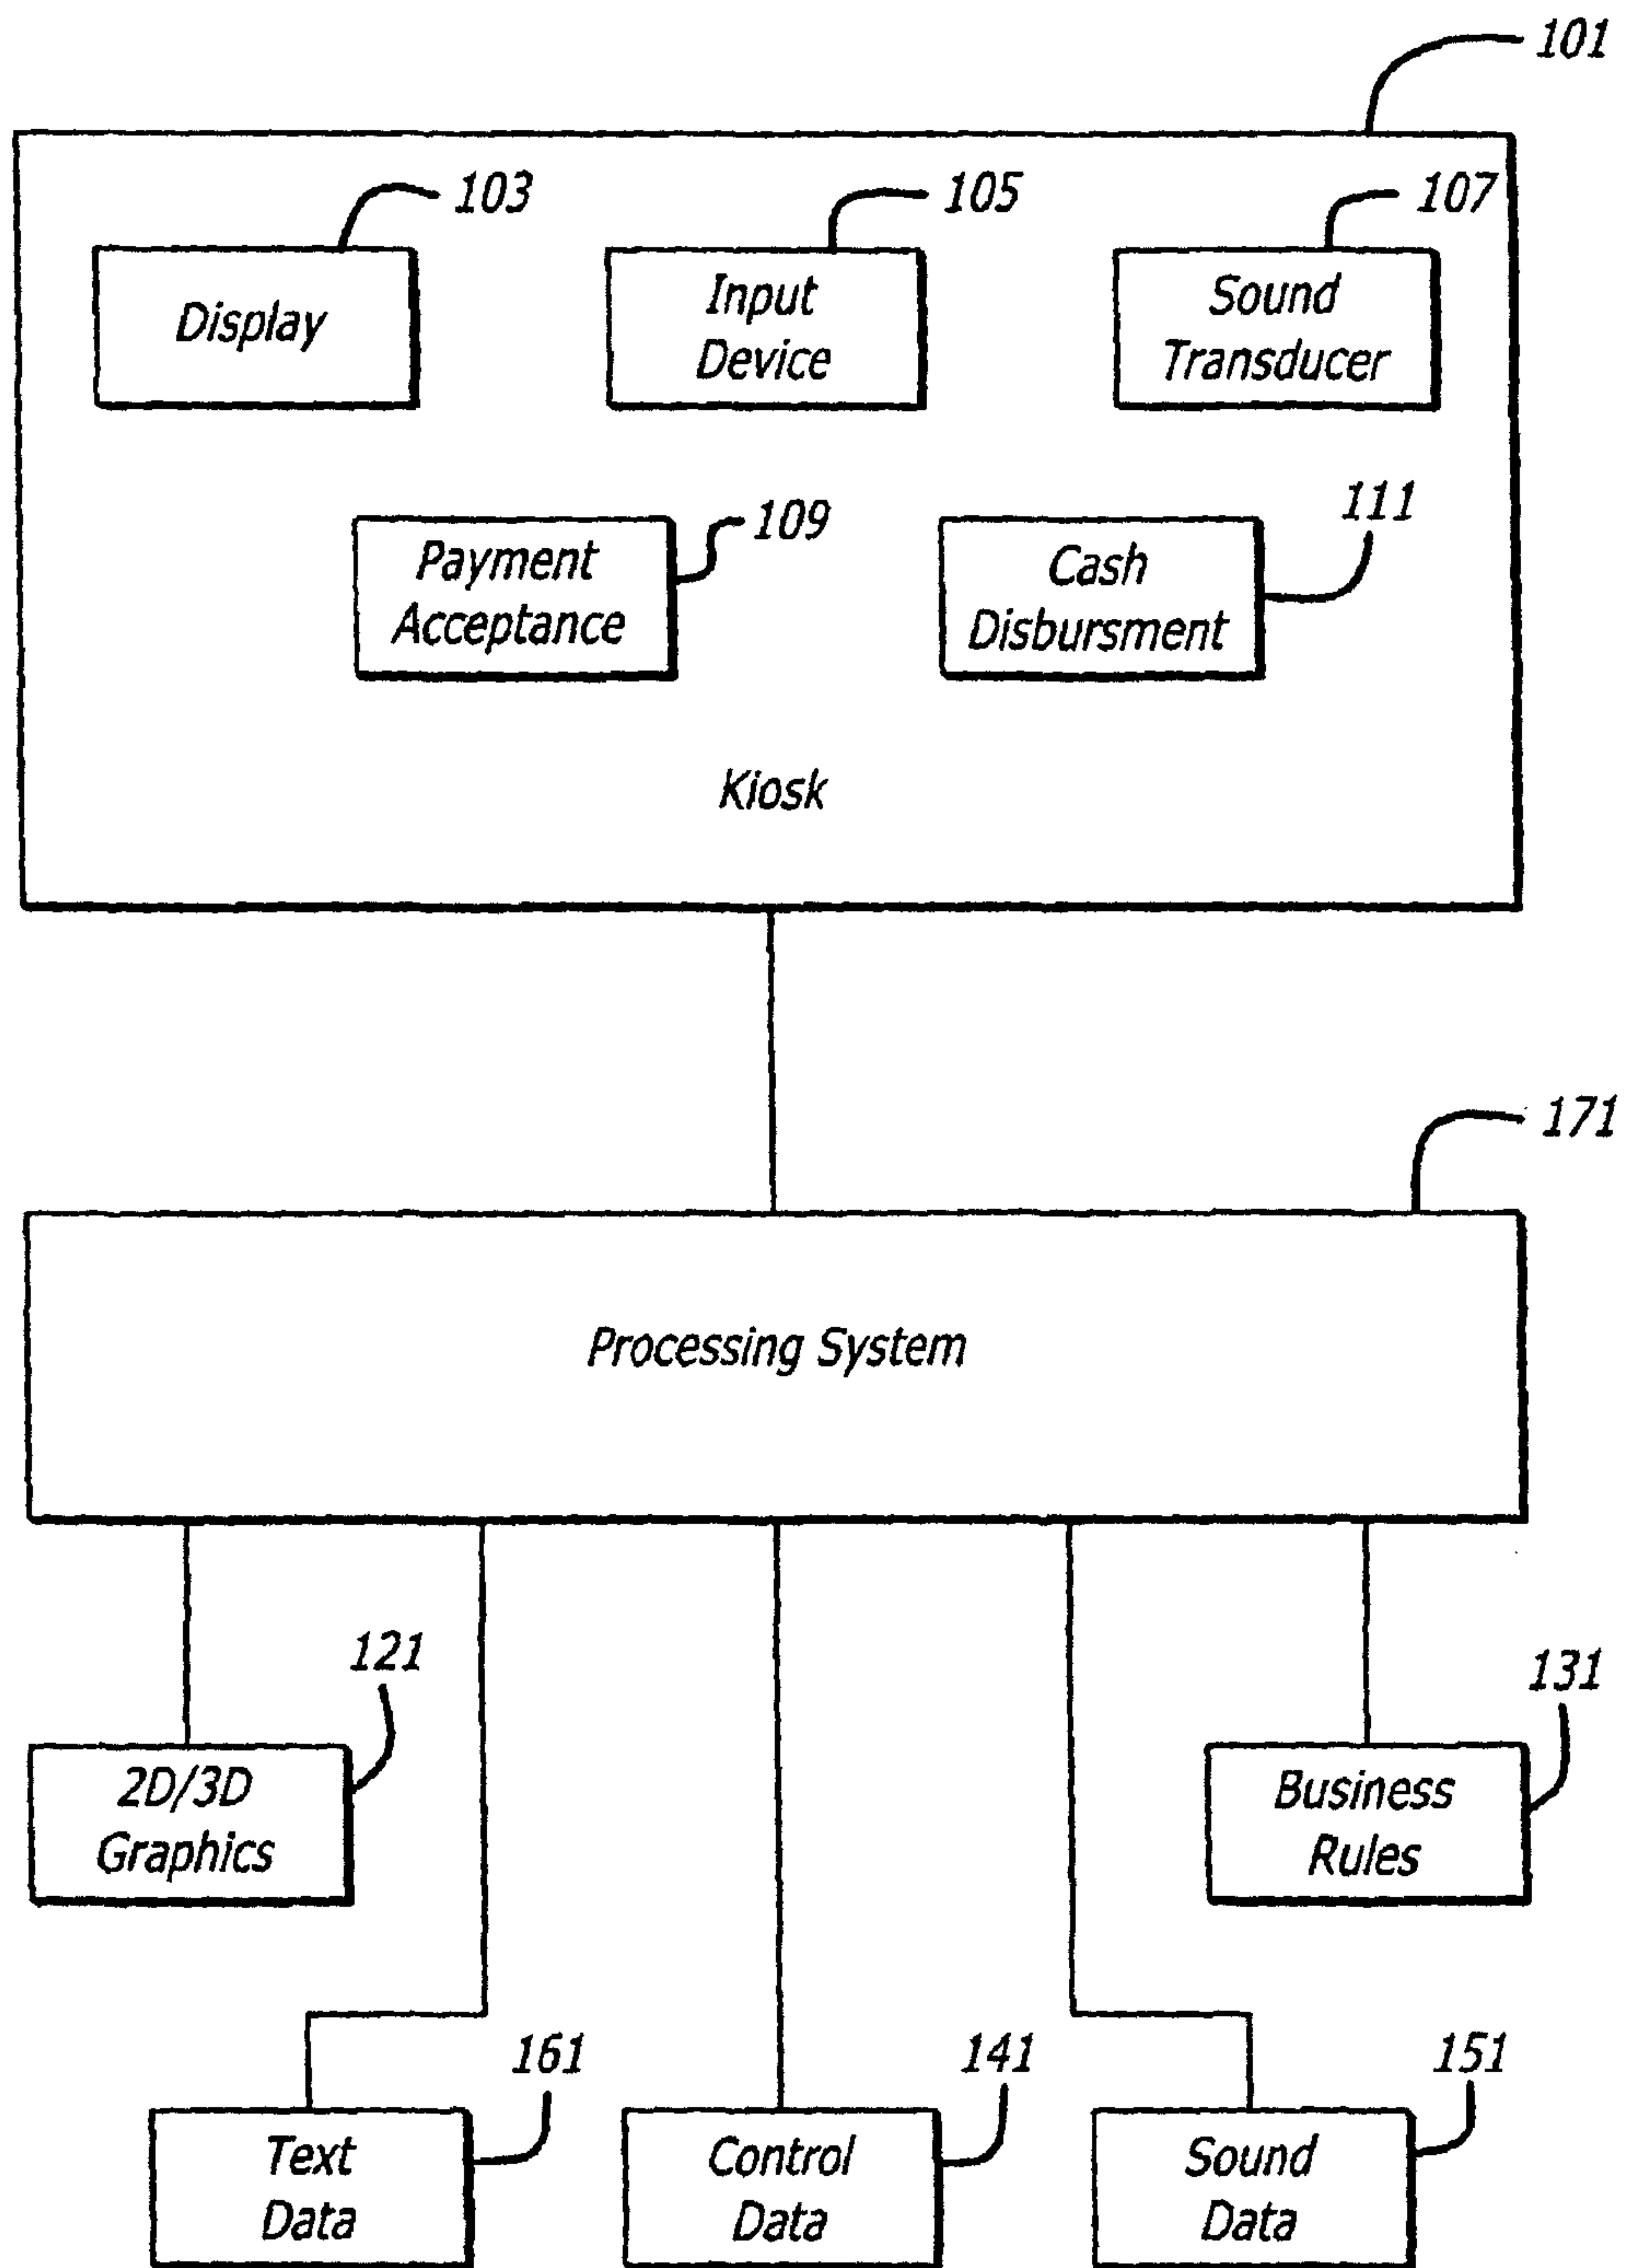 101
103
105
107
Display
Input
Device
Sound
Transducer
109
111
Payment
Acceptance
Cash
Disbursment
Kiosk
171
Processing System
121
131
2D/3D
Graphics
Business
Rules
161
141
151
Text
Data
Control
Data
Sound
Data